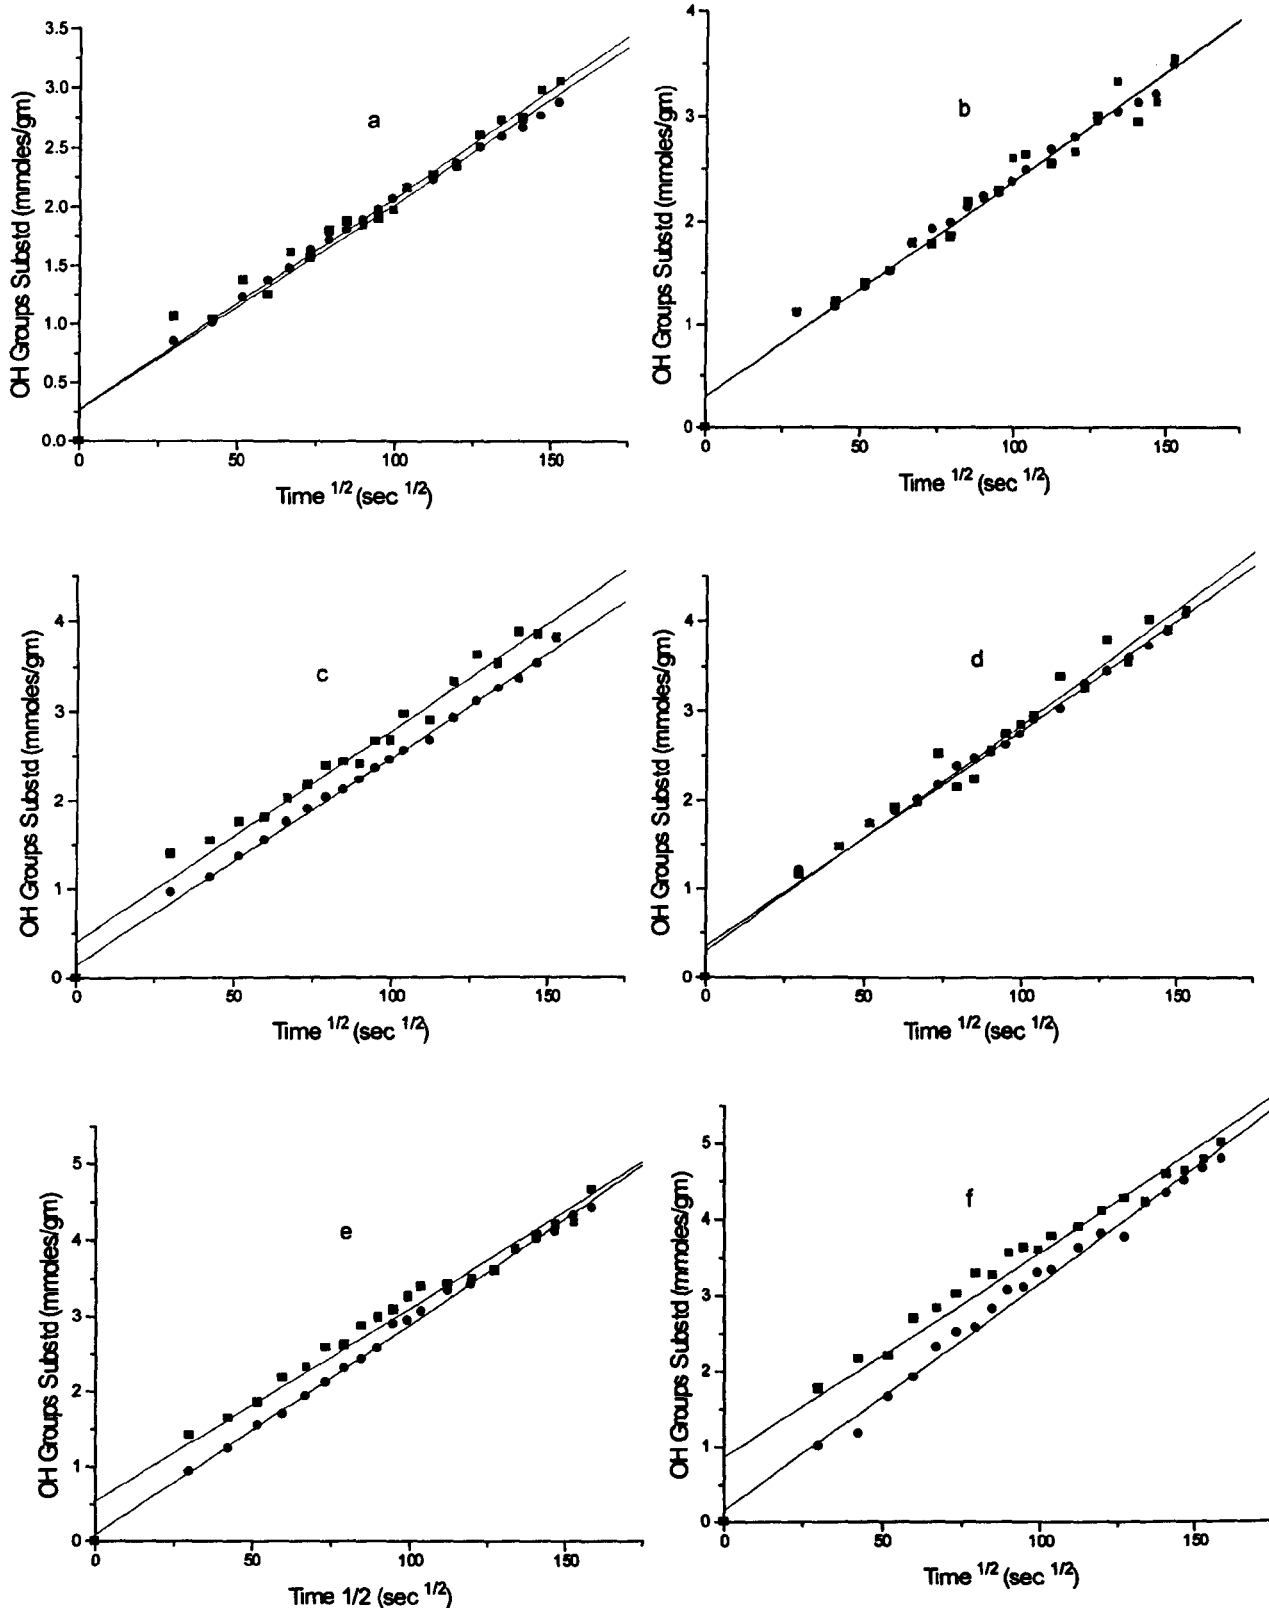 3.5
3.0
2.5
2.0
1.5
1.0
0.5
0.0
OH Groups Substd (mmoles/gm)
a
0 50 100 150
Time 1/2 (sec 1/2)
4
3
2
1
0
OH Groups Substd (mmoles/gm)
b
0 50 100 150
Time 1/2 (sec 1/2)
4
3
2
1
0
OH Groups Substd (mmoles/gm)
c
0 50 100 150
Time 1/2 (sec 1/2)
4
3
2
1
0
OH Groups Substd (mmoles/gm)
d
0 50 100 150
Time 1/2 (sec 1/2)
5
4
3
2
1
0
OH Groups Substd (mmoles/gm)
e
0 50 100 150
Time 1/2 (sec 1/2)
5
4
3
2
1
0
OH Groups Substd (mmoles/gm)
f
0 50 100 150
Time 1/2 (sec 1/2)